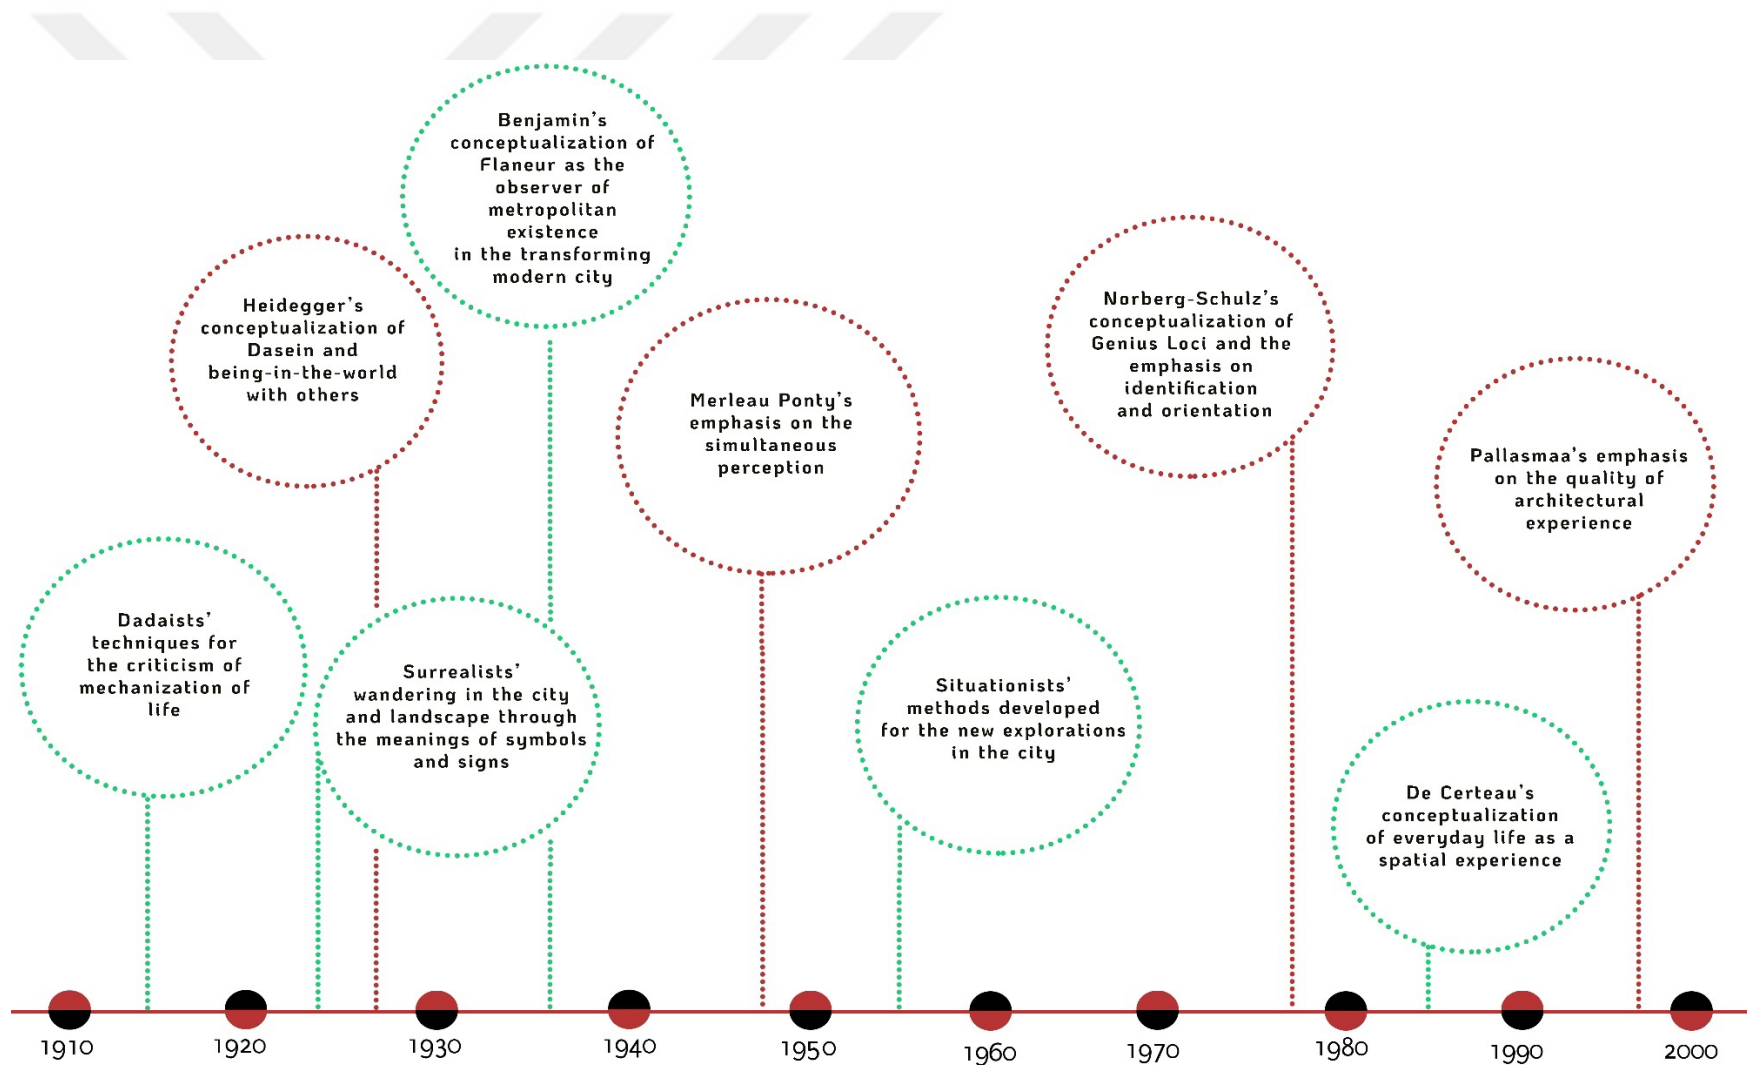 Benjamin's
conceptualization of
Flaneur as the
observer of
metropolitan
existence
in the transforming
modern city
Heidegger's
conceptualization of
Dasein and
being-in-the-world
with others
Norberg-Schulz's
conceptualization of
Genius Loci and the
emphasis on
identification
and orientation
Merleau Ponty's
emphasis on the
simultaneous
perception
Pallasmaa's emphasis
on the quality of
architectural
experience
Dadaists'
techniques for
the criticism of
mechanization of
life
Surrealists'
wandering in the city
and landscape through
the meanings of symbols
and signs
Situationists'
methods developed
for the new explorations
in the city
De Certeau's
conceptualization
of everyday life as a
spatial experience
1910 1920 1930 1940 1950 1960 1970 1980 1990 2000